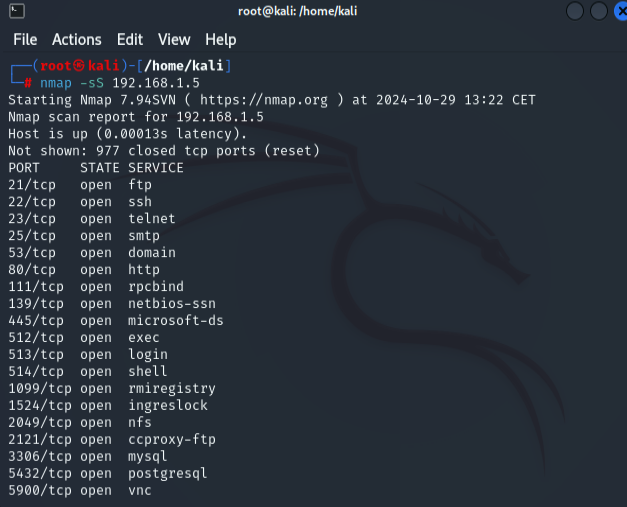 root@kali: /home/kali
File Actions Edit View Help
┌──(root㉿kali)-[/home/kali]
└─# nmap -sS 192.168.1.5
Starting Nmap 7.94SVN ( https://nmap.org ) at 2024-10-29 13:22 CET
Nmap scan report for 192.168.1.5
Host is up (0.00013s latency).
Not shown: 977 closed tcp ports (reset)
PORT     STATE SERVICE
21/tcp   open  ftp
22/tcp   open  ssh
23/tcp   open  telnet
25/tcp   open  smtp
53/tcp   open  domain
80/tcp   open  http
111/tcp  open  rpcbind
139/tcp  open  netbios-ssn
445/tcp  open  microsoft-ds
512/tcp  open  exec
513/tcp  open  login
514/tcp  open  shell
1099/tcp open  rmiregistry
1524/tcp open  ingreslock
2049/tcp open  nfs
2121/tcp open  ccproxy-ftp
3306/tcp open  mysql
5432/tcp open  postgresql
5900/tcp open  vnc